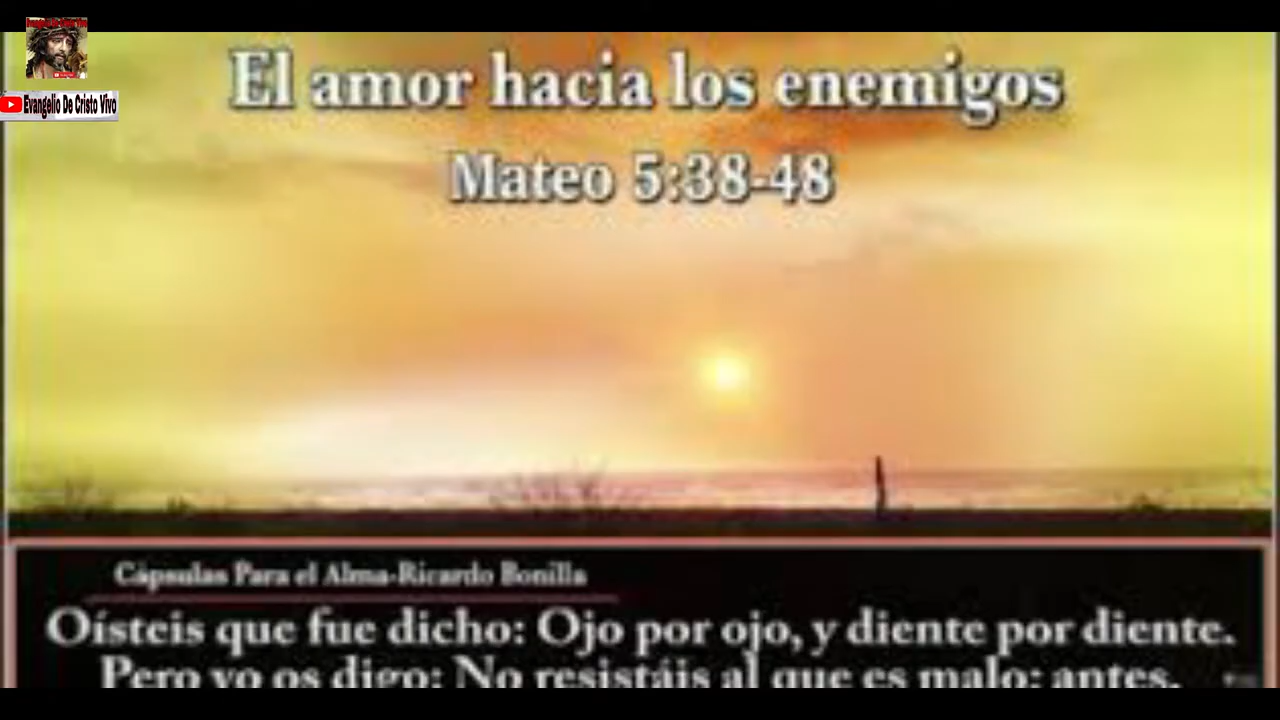 Evangelio De Cristo Vivo
El amor hacia los enemigos
Mateo 5:38-48
Cápsulas Para el Alma-Ricardo Bonilla
Oísteis que fue dicho: Ojo por ojo, y diente por diente.
Pero yo os digo: No resistáis al que es malo; antes,